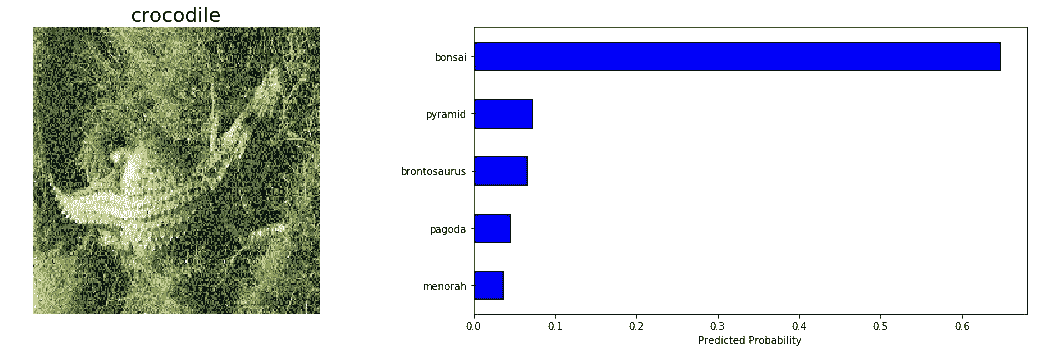 crocodile
bonsai
pyramid
brontosaurus
pagoda
menorah
0.0 0.1 0.2 0.3 0.4 0.5 0.6
Predicted Probability